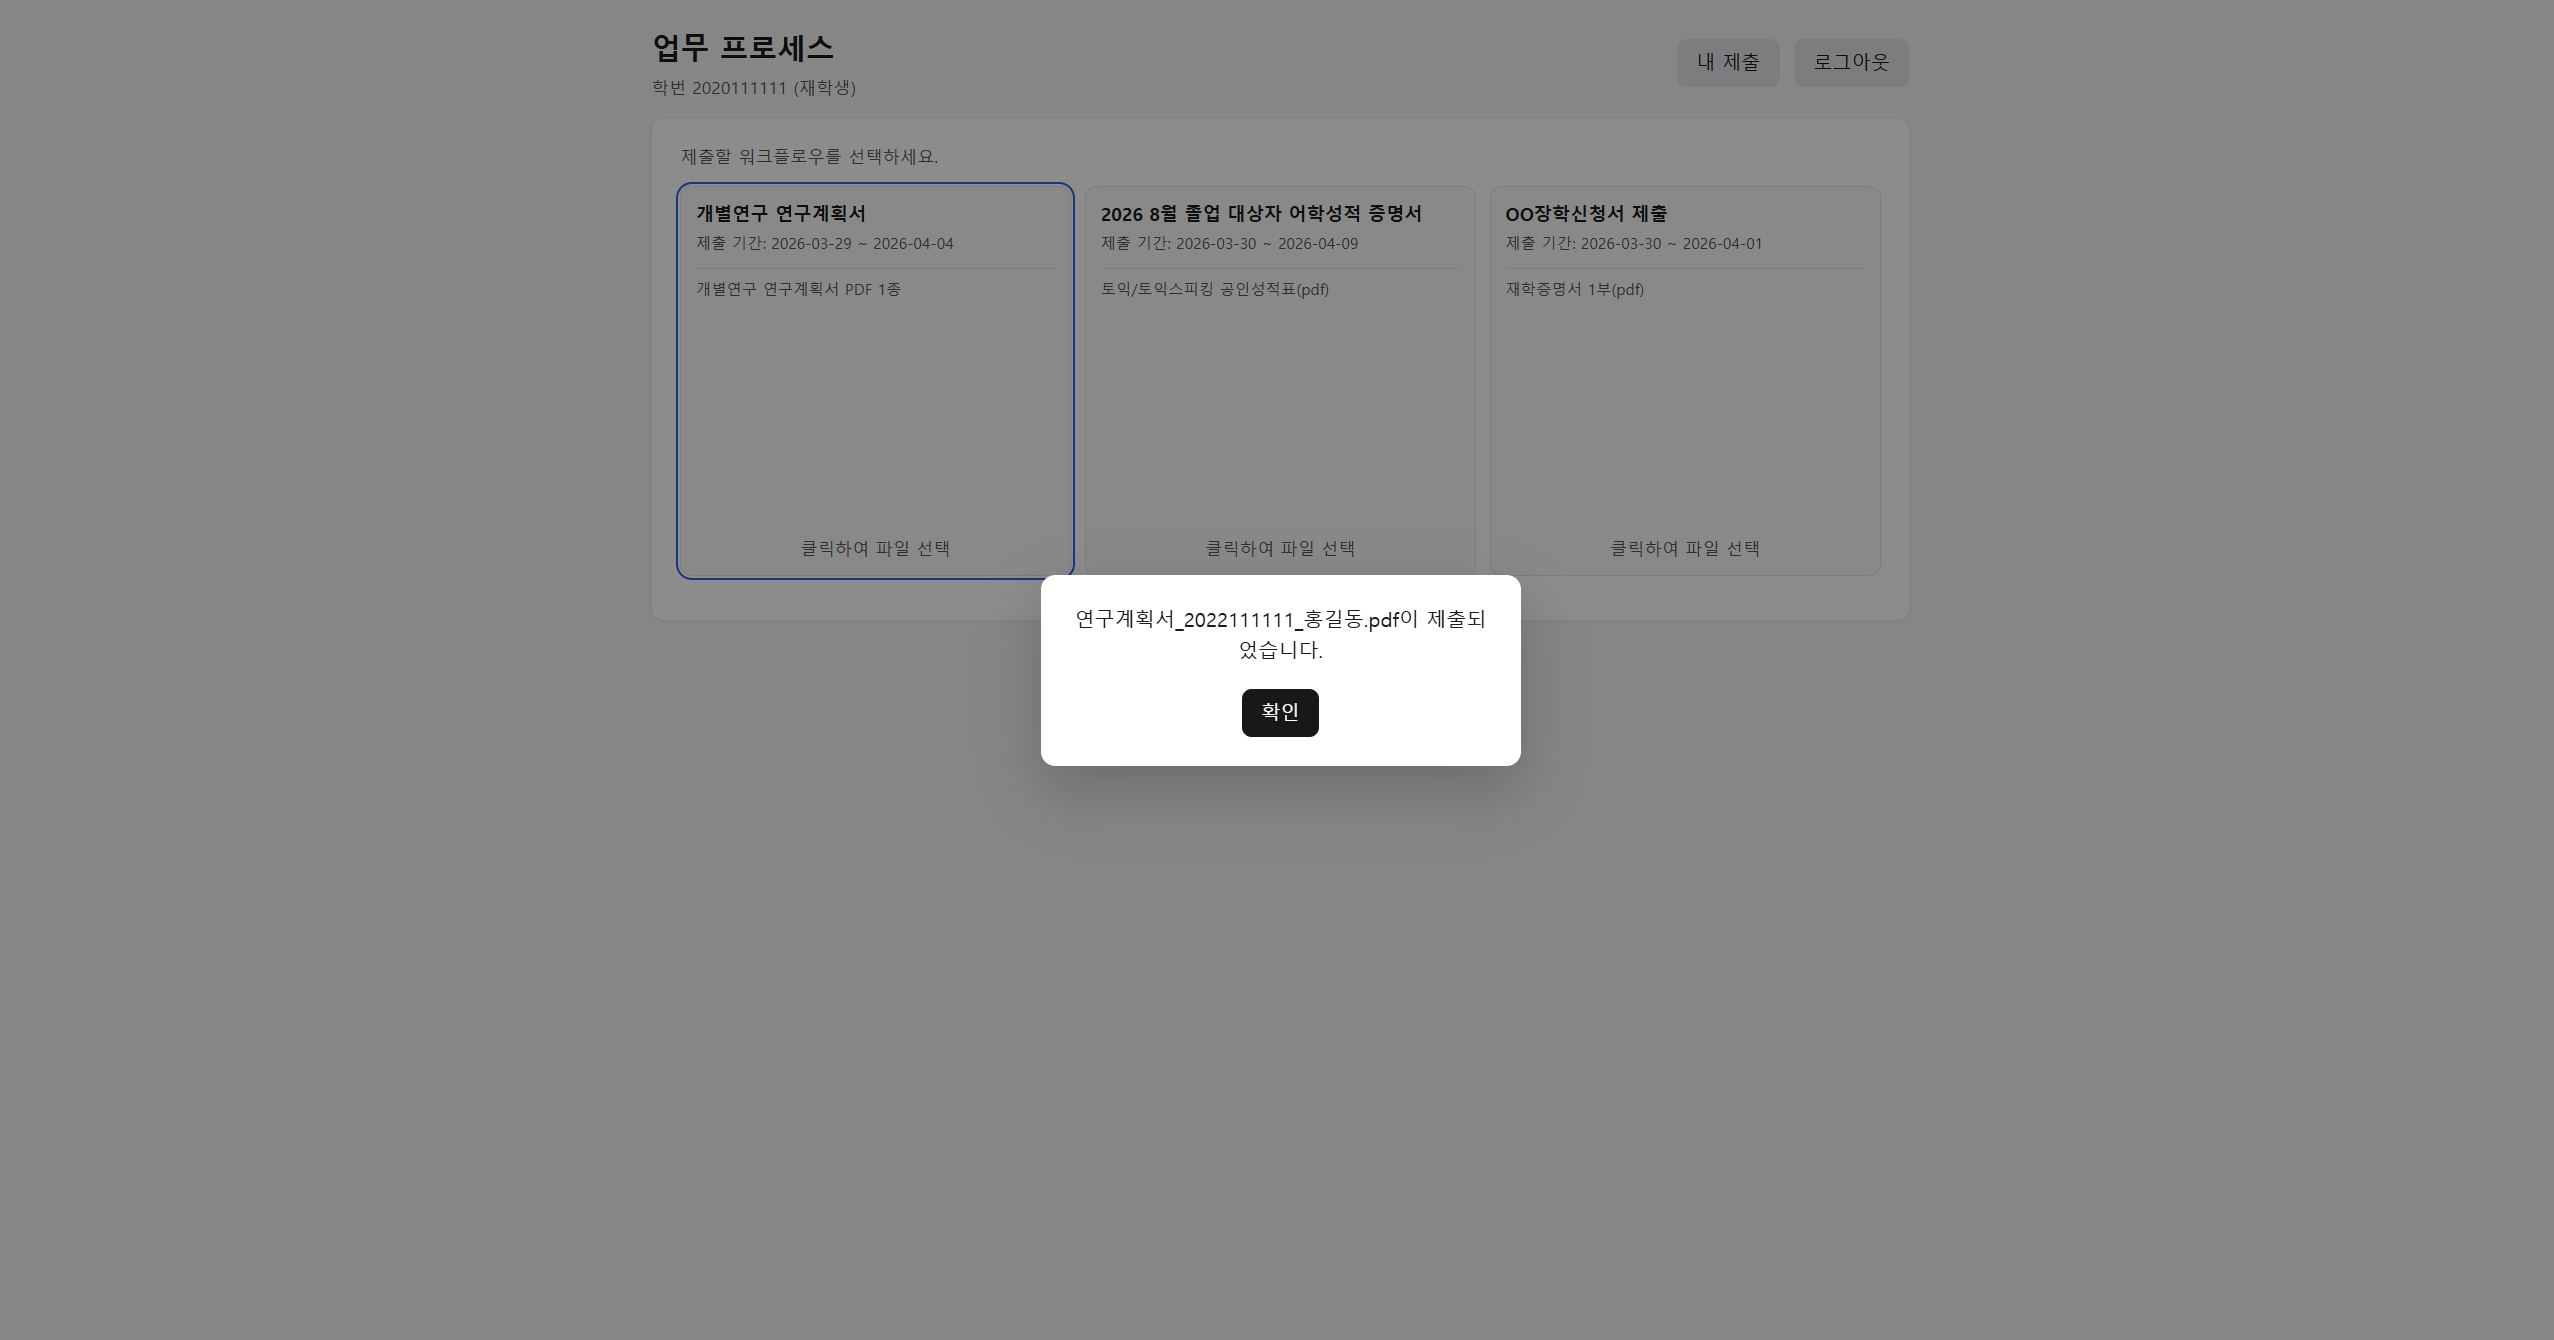 업무 프로세스
학번 2020111111 (재학생)
내 제출
로그아웃
제출할 워크플로우를 선택하세요.
개별연구 연구계획서
제출 기간: 2026-03-29 ~ 2026-04-04
개별연구 연구계획서 PDF 1종
클릭하여 파일 선택
2026 8월 졸업 대상자 어학성적 증명서
제출 기간: 2026-03-30 ~ 2026-04-09
토익/토익스피킹 공인성적표(pdf)
클릭하여 파일 선택
OO장학신청서 제출
제출 기간: 2026-03-30 ~ 2026-04-01
재학증명서 1부(pdf)
클릭하여 파일 선택
연구계획서_2022111111_홍길동.pdf이 제출되
었습니다.
확인